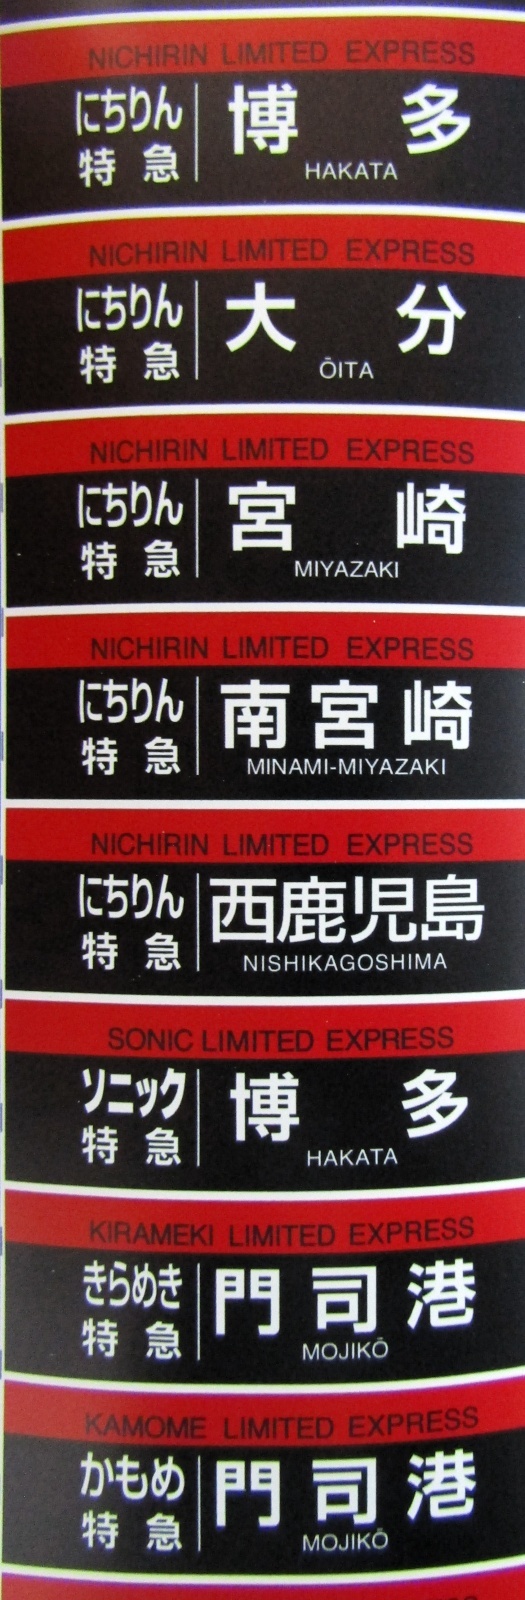 NICHIRIN LIMITED EXPRESS
にちりん 博多
特急 HAKATA
NICHIRIN LIMITED EXPRESS
にちりん 大分
特急 ŌITA
NICHIRIN LIMITED EXPRESS
にちりん 宮崎
特急 MIYAZAKI
NICHIRIN LIMITED EXPRESS
にちりん 南宮崎
特急 MINAMI-MIYAZAKI
NICHIRIN LIMITED EXPRESS
にちりん 西鹿児島
特急 NISHIKAGOSHIMA
SONIC LIMITED EXPRESS
ソニック 博多
特急 HAKATA
KIRAMEKI LIMITED EXPRESS
きらめき 門司港
特急 MOJIKŌ
KAMOME LIMITED EXPRESS
かもめ 門司港
特急 MOJIKŌ